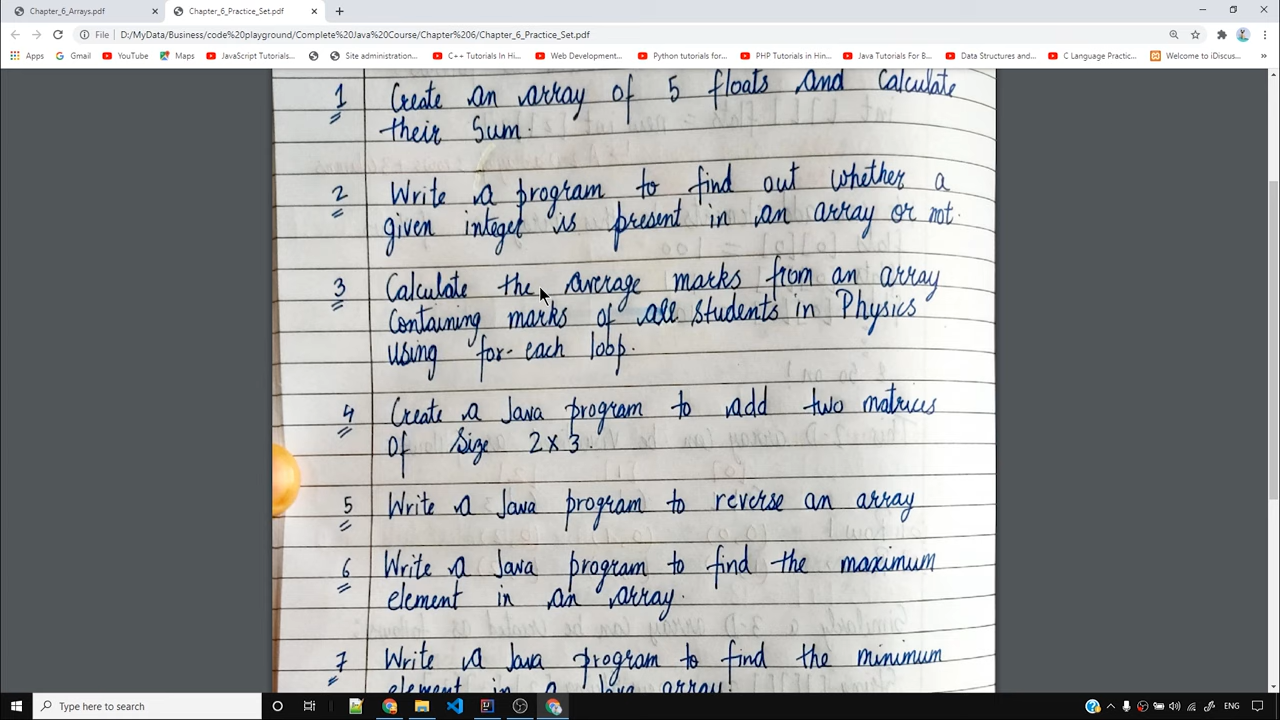 Chapter_6_Arrays.pdf
Chapter_6_Practice_Set.pdf
File D:/MyData/Business/code%20playground/Complete%20Java%20Course/Chapter%206/Chapter_6_Practice_Set.pdf
Apps Gmail YouTube Maps JavaScript Tutorials... Site administration... C++ Tutorials In Hi... Web Development... Python tutorials for... PHP Tutorials in Hin... Java Tutorials For B... Data Structures and... C Language Practic... Welcome to iDiscus...
1 Create an array of 5 floats and calculate
their Sum.
2 Write a program to find out whether a
given integer is present in an array or not.
3 Calculate the average marks from an array
Containing marks of all Students in Physics
using for-each loop.
4 Create a Java program to add two matrices
of Size 2×3.
5 Write a Java program to reverse an array
6 Write a Java program to find the maximum
element in an array.
7 Write a Java program to find the minimum
element in a Java array.
Type here to search
ENG